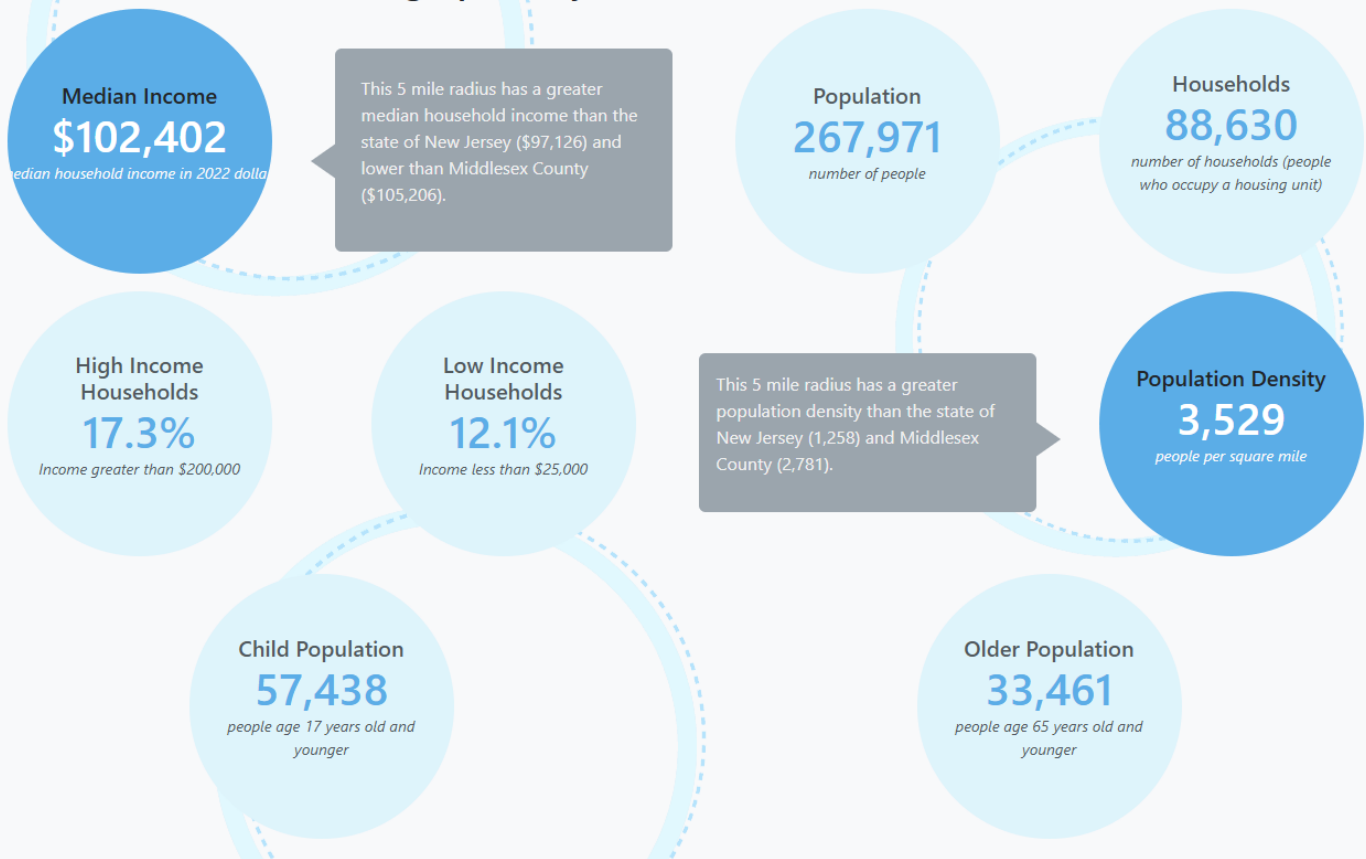 Median Income
$102,402
median household income in 2022 dolla
This 5 mile radius has a greater
median household income than the
state of New Jersey ($97,126) and
lower than Middlesex County
($105,206).
Population
267,971
number of people
Households
88,630
number of households (people
who occupy a housing unit)
High Income
Households
17.3%
Income greater than $200,000
Low Income
Households
12.1%
Income less than $25,000
This 5 mile radius has a greater
population density than the state of
New Jersey (1,258) and Middlesex
County (2,781).
Population Density
3,529
people per square mile
Child Population
57,438
people age 17 years old and
younger
Older Population
33,461
people age 65 years old and
younger